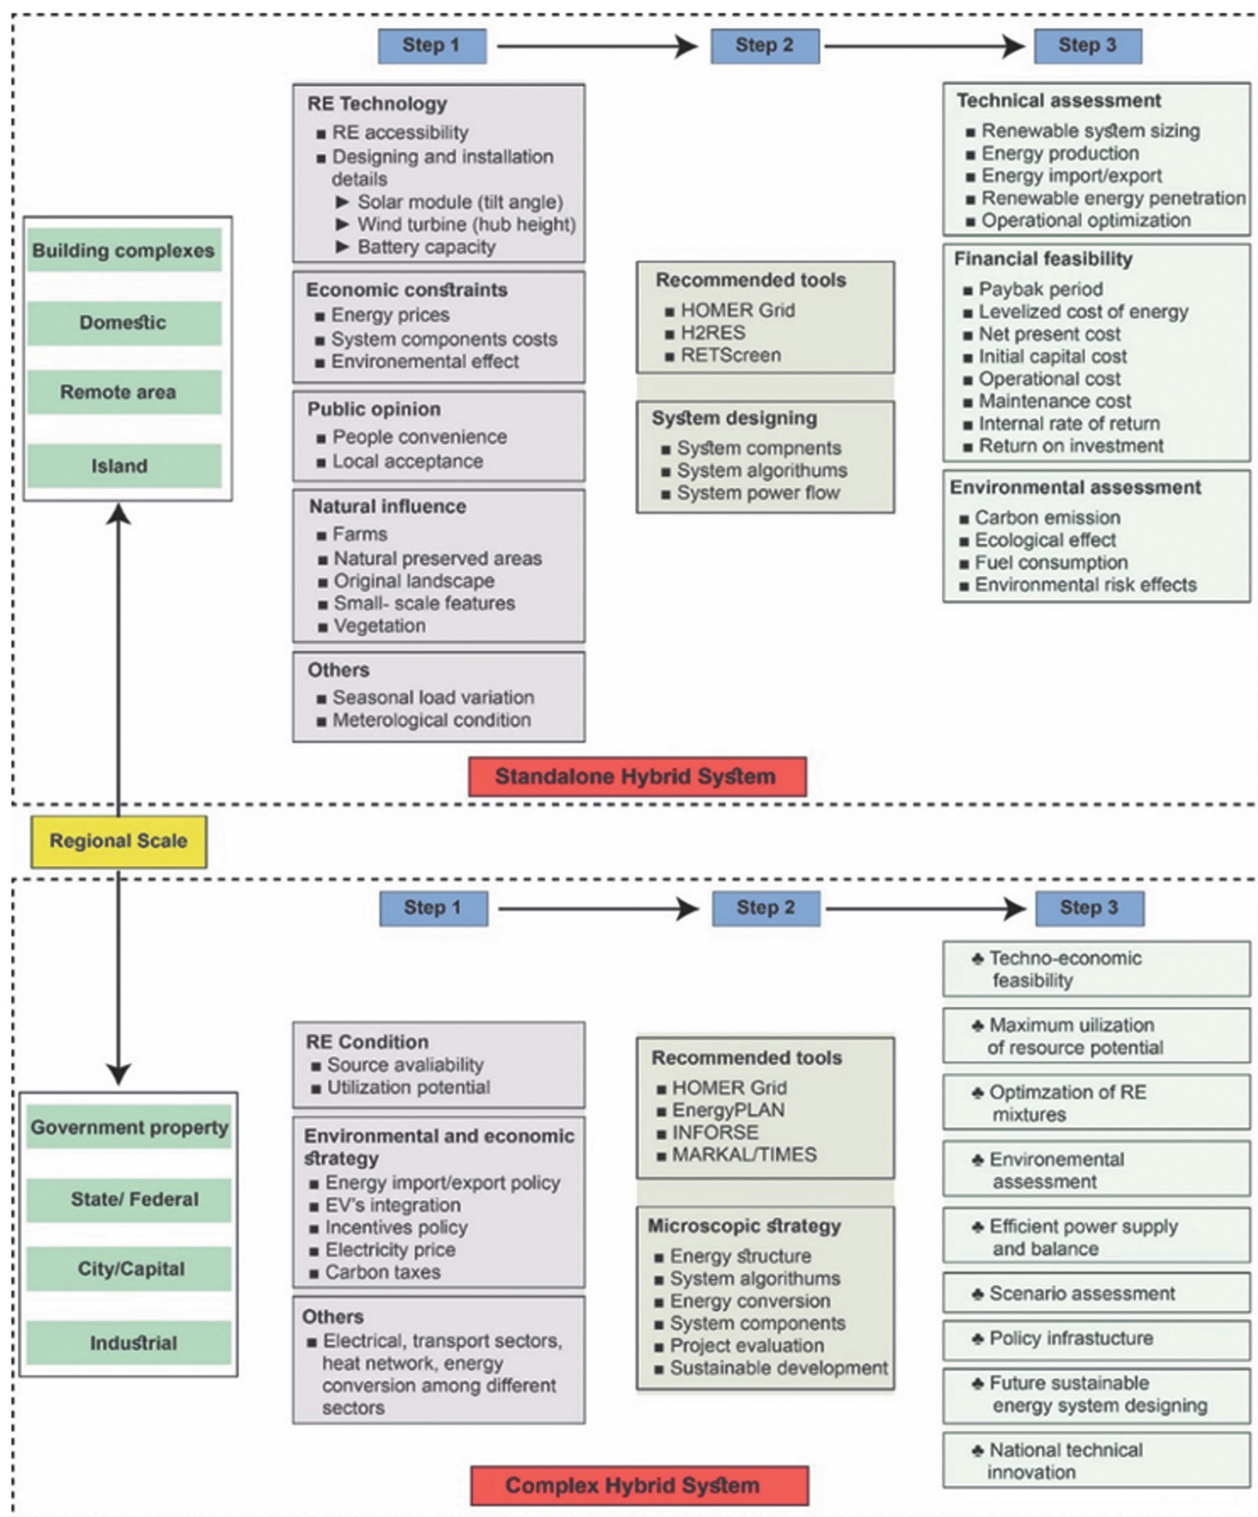 Step 1
Step 2
Step 3
Building complexes
Domestic
Remote area
Island
RE Technology
■ RE accessibility
■ Designing and installation
details
► Solar module (tilt angle)
► Wind turbine (hub height)
► Battery capacity
Economic constraints
■ Energy prices
■ System components costs
■ Environemental effect
Public opinion
■ People convenience
■ Local acceptance
Natural influence
■ Farms
■ Natural preserved areas
■ Original landscape
■ Small- scale features
■ Vegetation
Others
■ Seasonal load variation
■ Meterological condition
Recommended tools
■ HOMER Grid
■ H2RES
■ RETScreen
System designing
■ System compnents
■ System algorithums
■ System power flow
Technical assessment
■ Renewable system sizing
■ Energy production
■ Energy import/export
■ Renewable energy penetration
■ Operational optimization
Financial feasibility
■ Paybak period
■ Levelized cost of energy
■ Net present cost
■ Initial capital cost
■ Operational cost
■ Maintenance cost
■ Internal rate of return
■ Return on investment
Environmental assessment
■ Carbon emission
■ Ecological effect
■ Fuel consumption
■ Environmental risk effects
Standalone Hybrid System
Regional Scale
Step 1
Step 2
Step 3
Government property
State/ Federal
City/Capital
Industrial
RE Condition
■ Source avaliability
■ Utilization potential
Environmental and economic
strategy
■ Energy import/export policy
■ EV's integration
■ Incentives policy
■ Electricity price
■ Carbon taxes
Others
■ Electrical, transport sectors,
heat network, energy
conversion among different
sectors
Recommended tools
■ HOMER Grid
■ EnergyPLAN
■ INFORSE
■ MARKAL/TIMES
Microscopic strategy
■ Energy structure
■ System algorithums
■ Energy conversion
■ System components
■ Project evaluation
■ Sustainable development
♣ Techno-economic
feasibility
♣ Maximum uilization
of resource potential
♣ Optimzation of RE
mixtures
♣ Environemental
assessment
♣ Efficient power supply
and balance
♣ Scenario assessment
♣ Policy infrastucture
♣ Future sustainable
energy system designing
♣ National technical
innovation
Complex Hybrid System